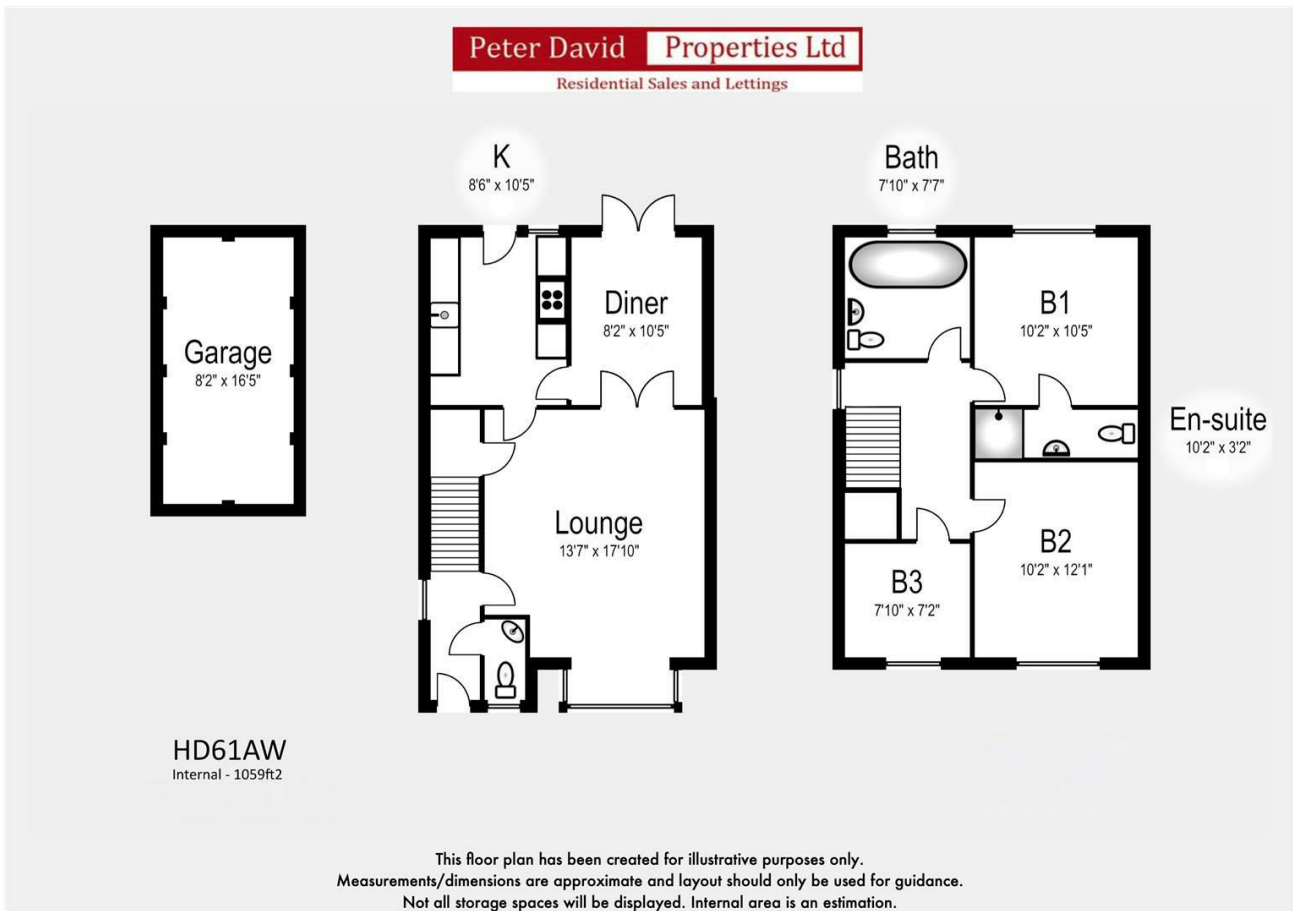 Peter David Properties Ltd
Residential Sales and Lettings
K
8'6" x 10'5"
Bath
7'10" x 7'7"
Garage
8'2" x 16'5"
Diner
8'2" x 10'5"
B1
10'2" x 10'5"
En-suite
10'2" x 3'2"
Lounge
13'7" x 17'10"
B2
10'2" x 12'1"
B3
7'10" x 7'2"
HD61AW
Internal - 1059ft2
This floor plan has been created for illustrative purposes only.
Measurements/dimensions are approximate and layout should only be used for guidance.
Not all storage spaces will be displayed. Internal area is an estimation.